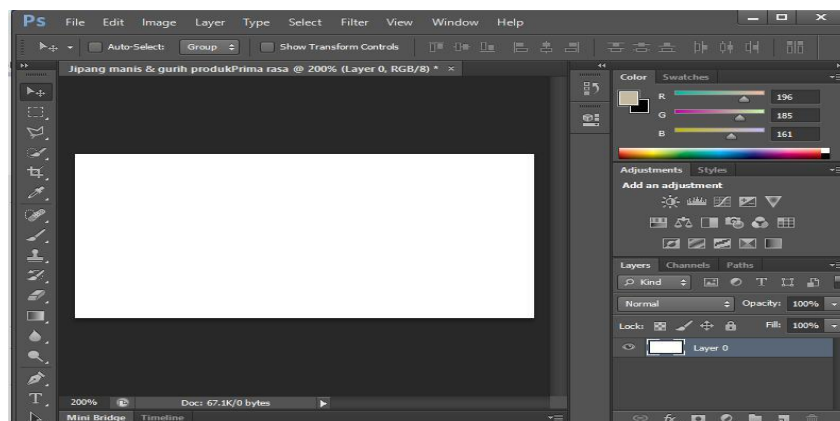 Ps File Edit Image Layer Type Select Filter View Window Help
Auto-Select: Group Show Transform Controls
Jipang manis & gurih produkPrima rasa @ 200% (Layer 0, RGB/8) * ×
Color Swatches
R 196
G 185
B 161
Adjustments Styles
Add an adjustment
Layers Channels Paths
Kind
Normal Opacity: 100%
Lock: Fill: 100%
Layer 0
200% Doc: 67.1K/0 bytes
Mini Bridge Timeline